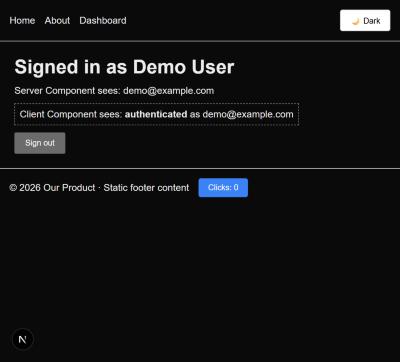 Home About Dashboard
🌙 Dark
Signed in as Demo User
Server Component sees: demo@example.com
Client Component sees: authenticated as demo@example.com
Sign out
© 2026 Our Product · Static footer content
Clicks: 0
N